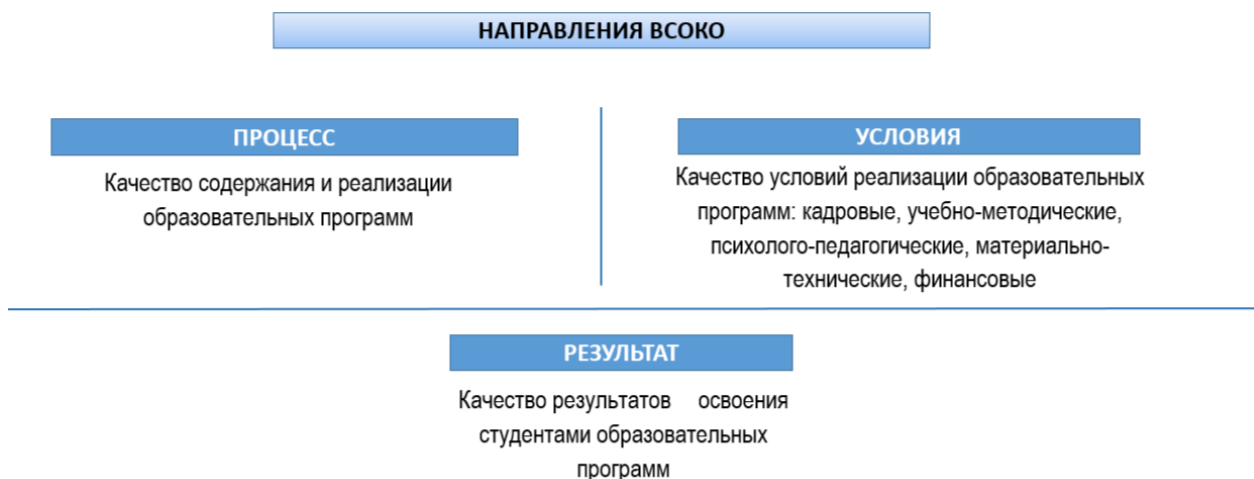 НАПРАВЛЕНИЯ ВСОКО
ПРОЦЕСС
Качество содержания и реализации
образовательных программ
УСЛОВИЯ
Качество условий реализации образовательных
программ: кадровые, учебно-методические,
психолого-педагогические, материально-
технические, финансовые
РЕЗУЛЬТАТ
Качество результатов освоения
студентами образовательных
программ